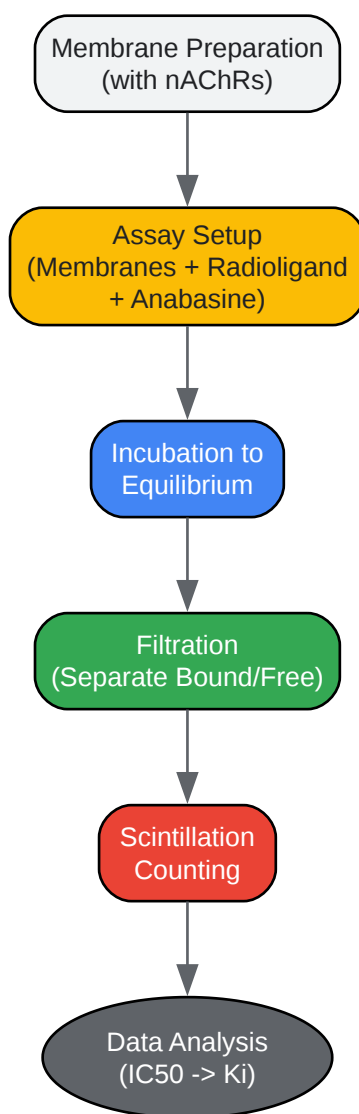 Membrane Preparation
(with nAChRs)
Assay Setup
(Membranes + Radioligand
+ Anabasine)
Incubation to
Equilibrium
Filtration
(Separate Bound/Free)
Scintillation
Counting
Data Analysis
(IC50 -> Ki)